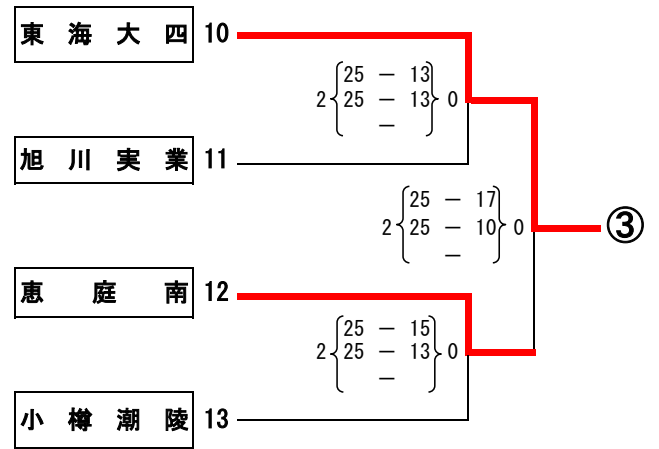 東海大四 10
25 － 13
2 25 － 13 0
－
旭川実業 11
25 － 17
2 25 － 10 0
－
③
恵庭南 12
25 － 15
2 25 － 13 0
－
小樽潮陵 13